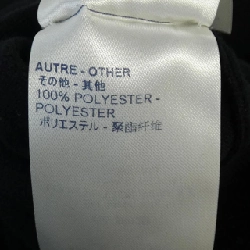 AUTRE - OTHER
その他 - 其他
100% POLYESTER -
POLYESTER
ポリエステル - 聚酯纤维